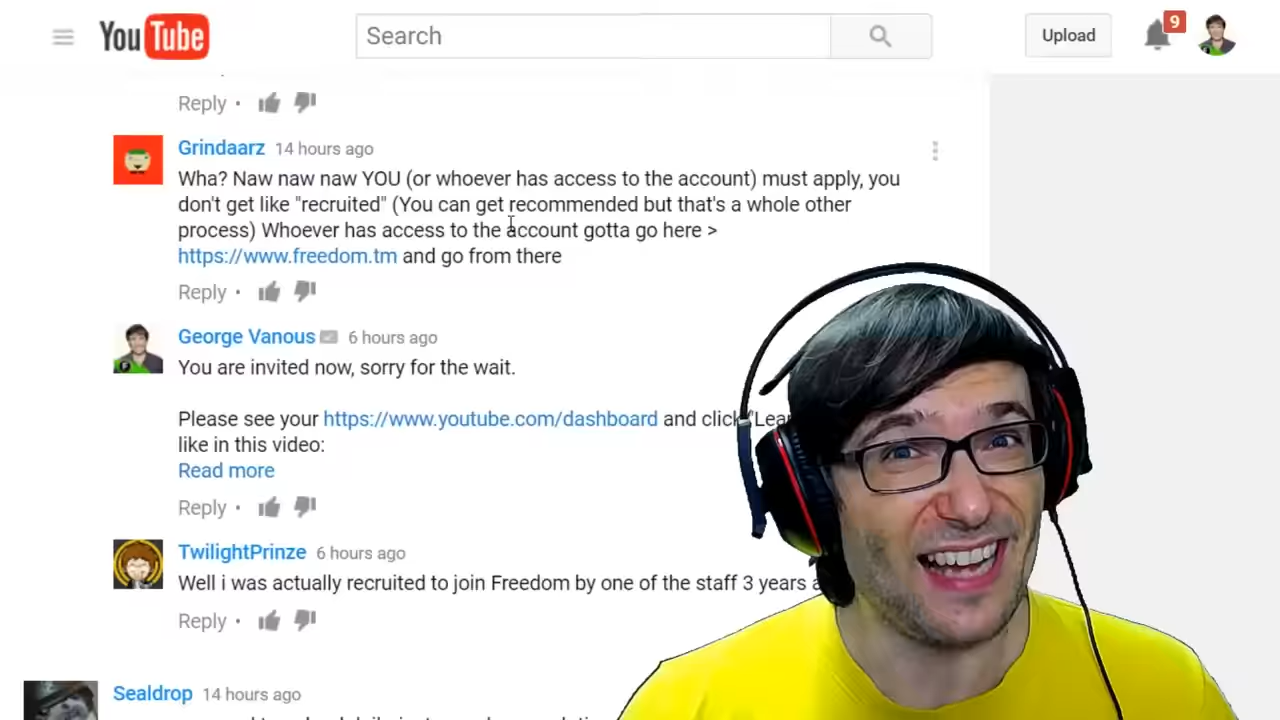 YouTube
Search
Upload
9
Reply •
Grindaarz 14 hours ago
Wha? Naw naw naw YOU (or whoever has access to the account) must apply, you
don't get like "recruited" (You can get recommended but that's a whole other
process) Whoever has access to the account gotta go here >
https://www.freedom.tm and go from there
Reply •
George Vanous 6 hours ago
You are invited now, sorry for the wait.
Please see your https://www.youtube.com/dashboard and click
like in this video:
Read more
Reply •
TwilightPrinze 6 hours ago
Well i was actually recruited to join Freedom by one of the staff 3 years
Reply •
Sealdrop 14 hours ago